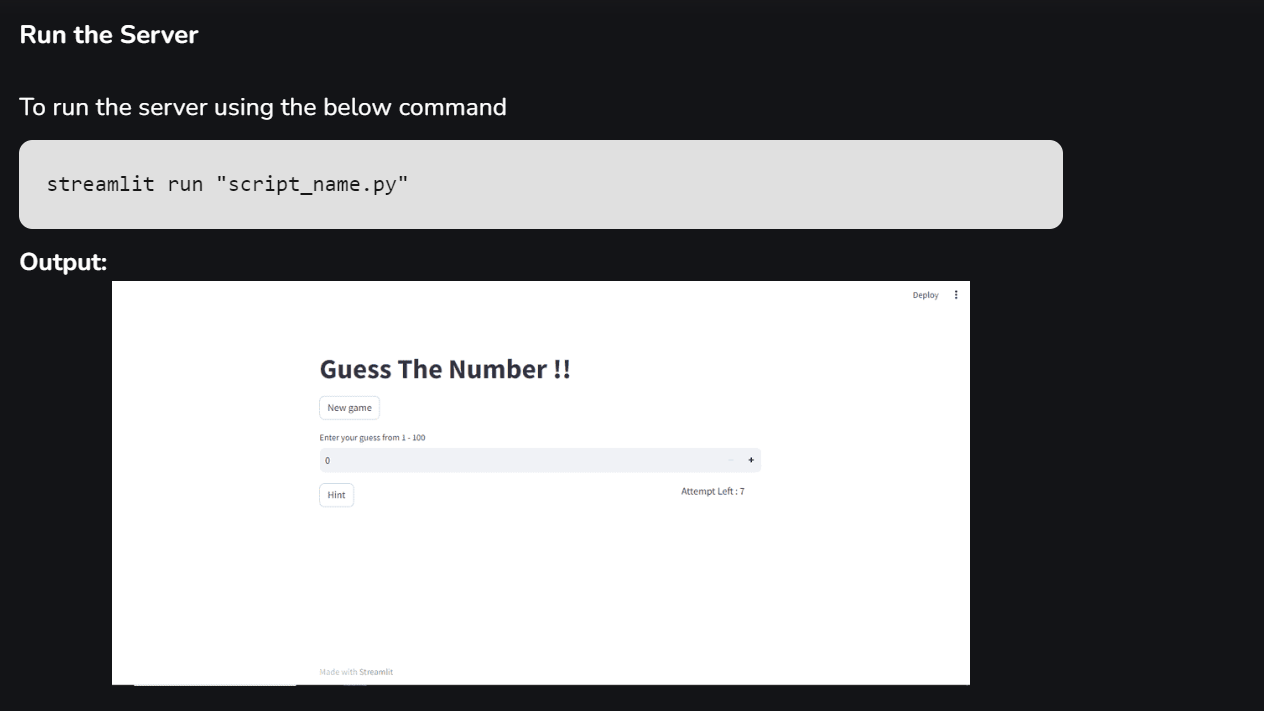 Run the Server
To run the server using the below command
streamlit run "script_name.py"
Output:
Deploy
Guess The Number !!
New game
Enter your guess from 1 - 100
0 - +
Hint
Attempt Left : 7
Made with Streamlit